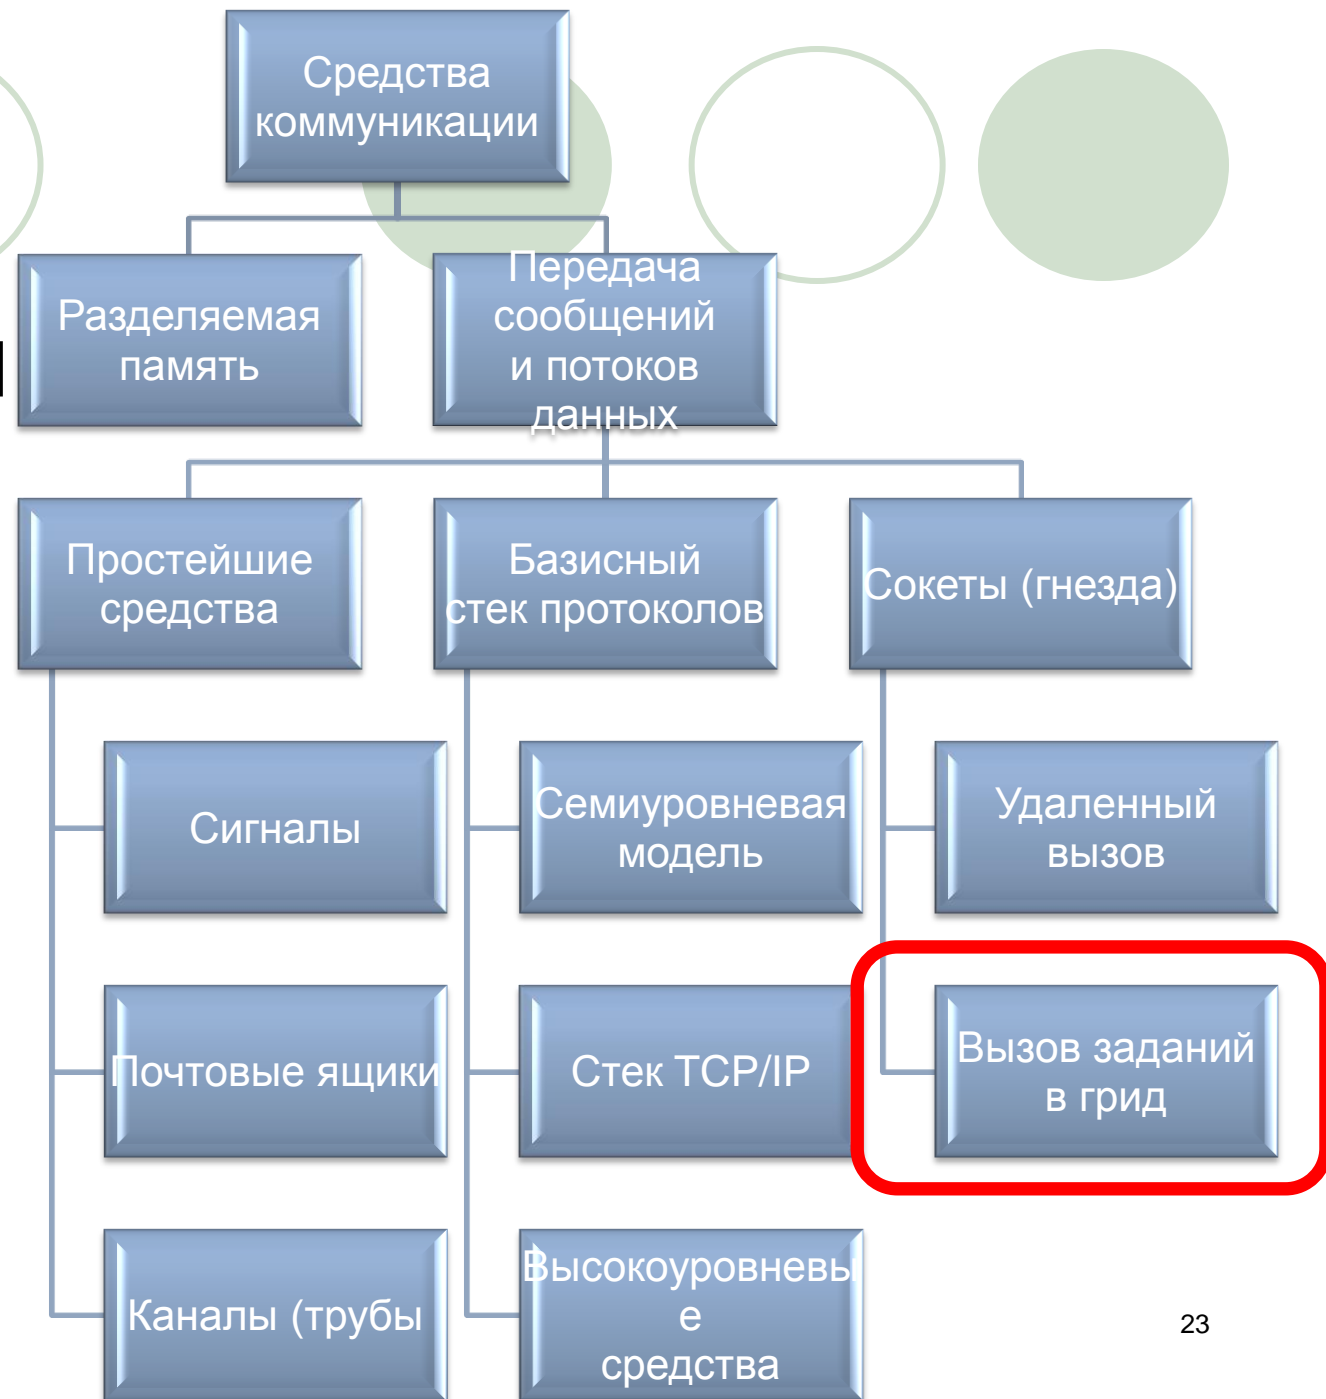 Средства
коммуникации
Разделяемая
память
Передача
сообщений
и потоков
данных
Простейшие
средства
Базисный
стек протоколов
Сокеты (гнезда)
Сигналы
Семиуровневая
модель
Удаленный
вызов
Почтовые ящики
Стек TCP/IP
Вызов заданий
в грид
Каналы (трубы
Высокоуровневы
е
средства
23